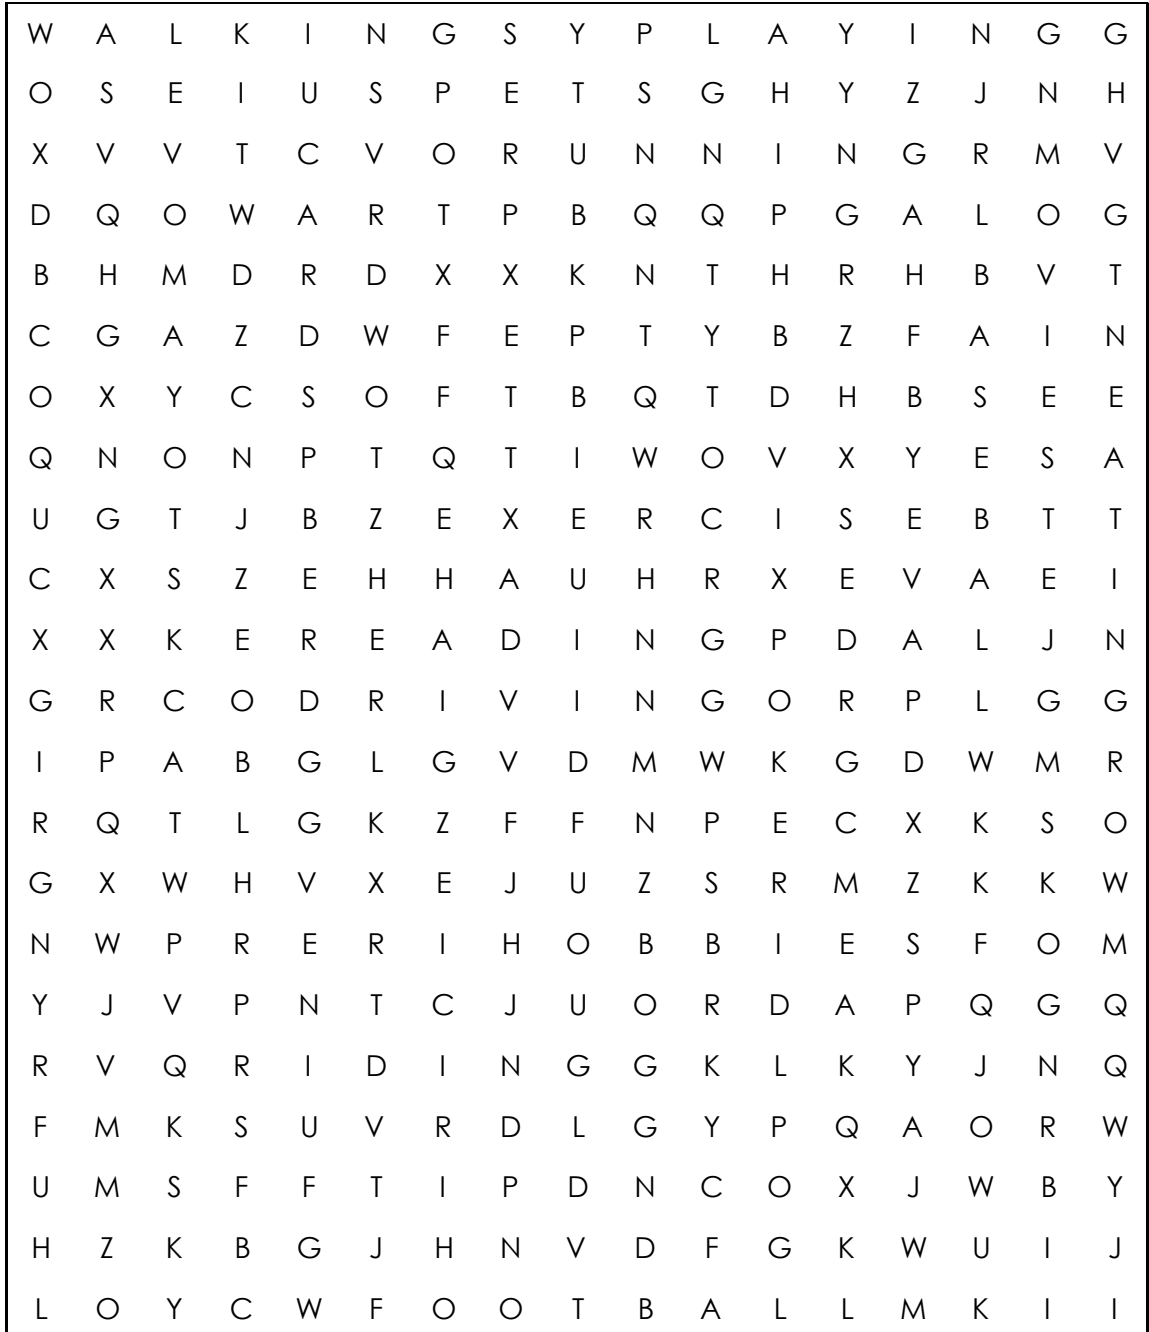 W A L K I N G S Y P L A Y I N G G
O S E I U S P E T S G H Y Z J N H
X V V T C V O R U N N I N G R M V
D Q O W A R T P B Q Q P G A L O G
B H M D R D X X K N T H R H B V T
C G A Z D W F E P T Y B Z F A I N
O X Y C S O F T B Q T D H B S E E
Q N O N P T Q T I W O V X Y E S A
U G T J B Z E X E R C I S E B T T
C X S Z E H H A U H R X E V A E I
X X K E R E A D I N G P D A L J N
G R C O D R I V I N G O R P L G G
I P A B G L G V D M W K G D W M R
R Q T L G K Z F F N P E C X K S O
G X W H V X E J U Z S R M Z K K W
N W P R E R I H O B B I E S F O M
Y J V P N T C J U O R D A P Q G Q
R V Q R I D I N G G K L K Y J N Q
F M K S U V R D L G Y P Q A O R W
U M S F F T I P D N C O X J W B Y
H Z K B G J H N V D F G K W U I J
L O Y C W F O O T B A L L M K I I